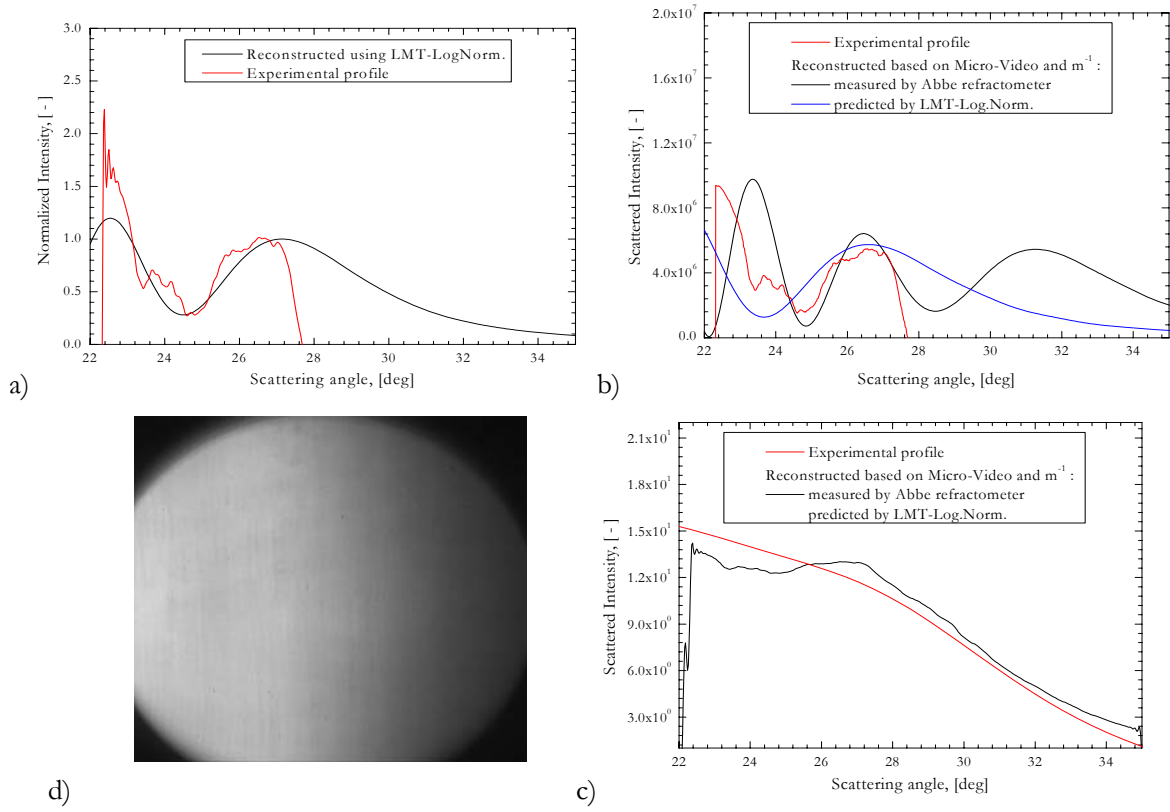 3.0
2.5
2.0
1.5
1.0
0.5
0.0
Normalized Intensity, [ - ]
Reconstructed using LMT-LogNorm.
Experimental profile
22 24 26 28 30 32 34
Scattering angle, [deg]
a)
2.0x10⁷
1.6x10⁷
1.2x10⁷
8.0x10⁶
4.0x10⁶
0.0
Scattered Intensity, [ - ]
Experimental profile
Reconstructed based on Micro-Video and m⁻¹ :
measured by Abbe refractometer
predicted by LMT-Log.Norm.
22 24 26 28 30 32 34
Scattering angle, [deg]
b)
d)
2.1x10¹
1.8x10¹
1.5x10¹
1.2x10¹
9.0x10⁰
6.0x10⁰
3.0x10⁰
Scattered Intensity, [ - ]
Experimental profile
Reconstructed based on Micro-Video and m⁻¹ :
measured by Abbe refractometer
predicted by LMT-Log.Norm.
22 24 26 28 30 32 34
Scattering angle, [deg]
c)